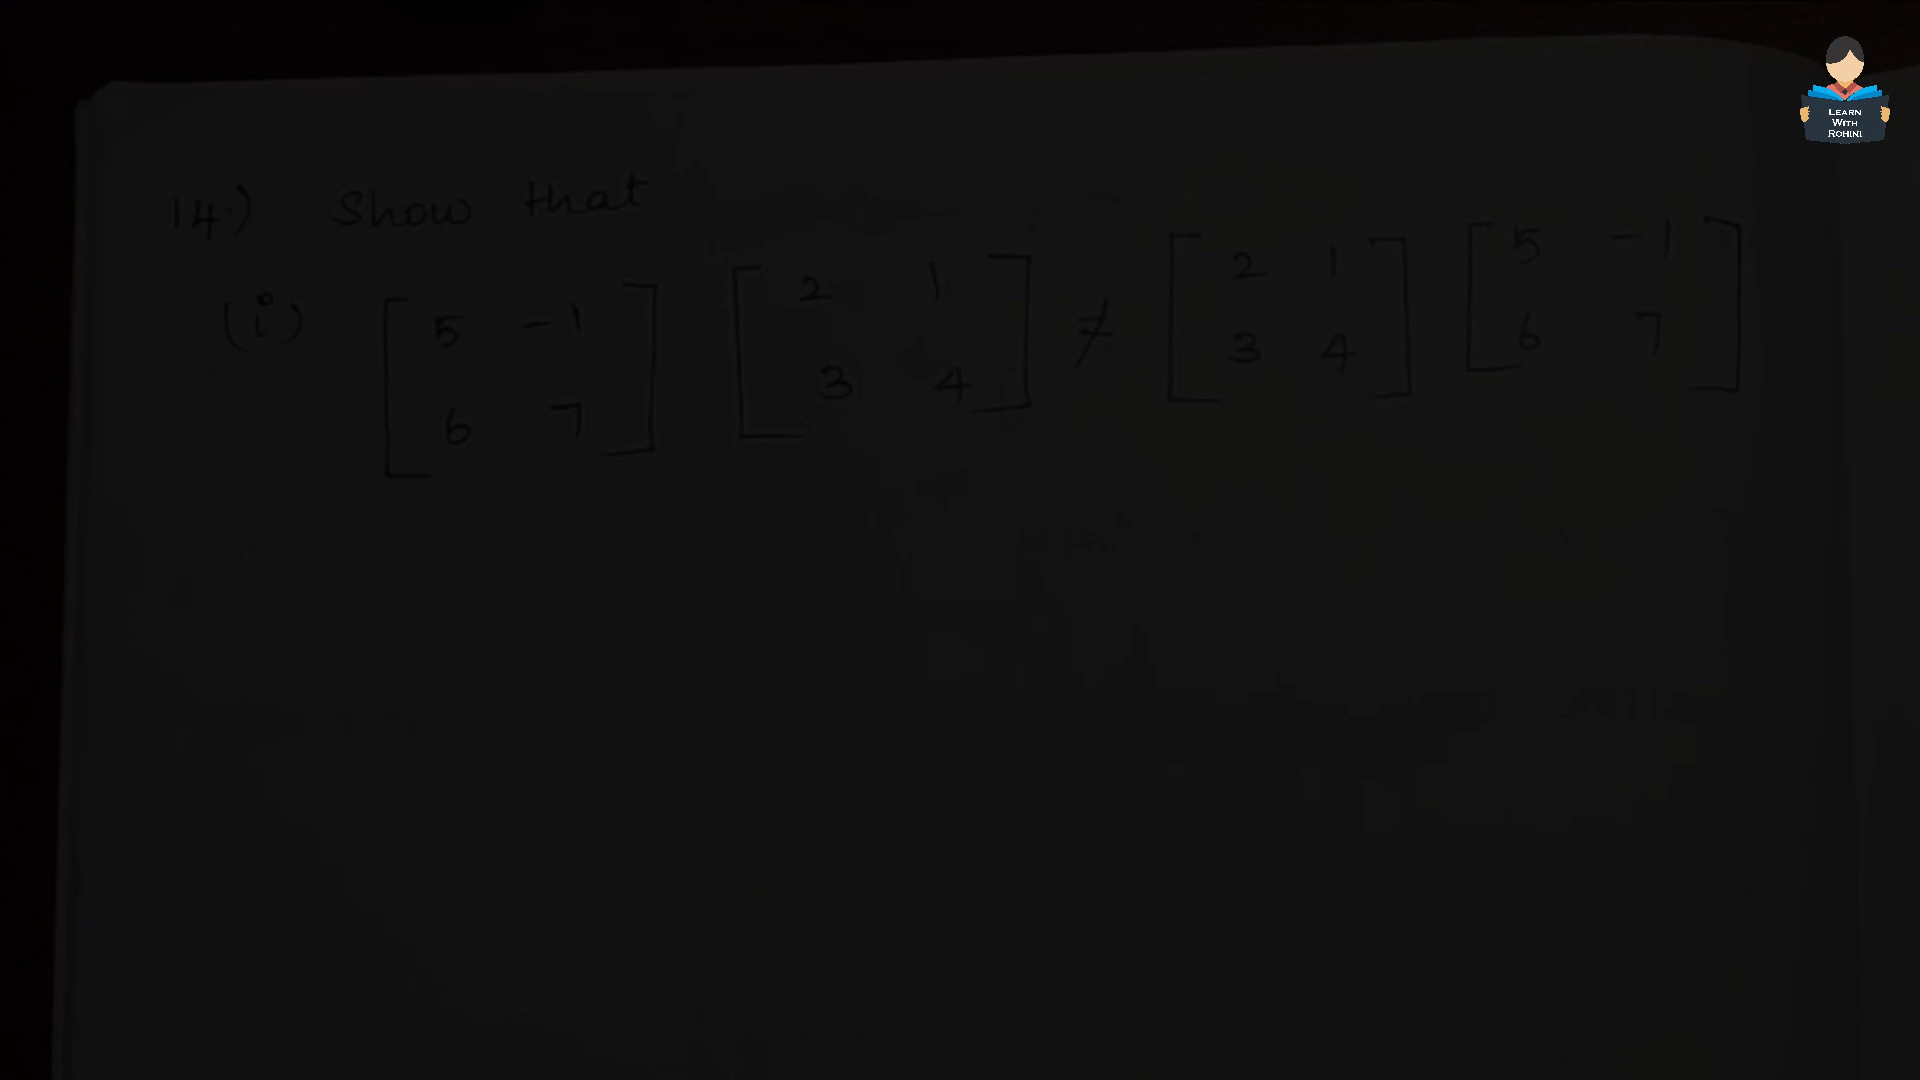 14.) Show that
(i) [5 -1 6 7] [2 1 3 4] ≠ [2 1 3 4] [5 -1 6 7]
LEARN
WITH
ROHINI